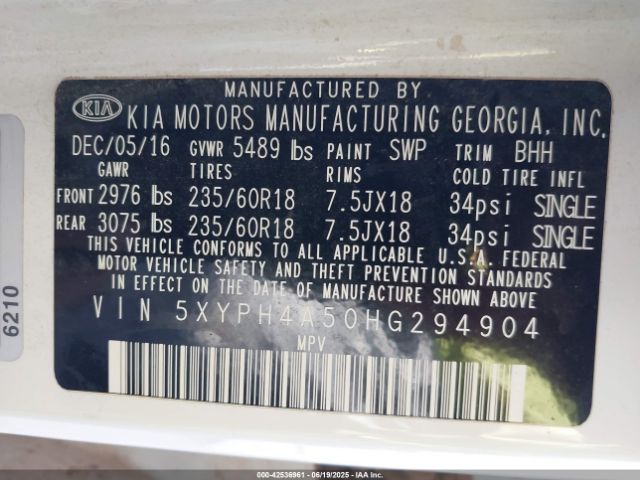 MANUFACTURED BY
KIA KIA MOTORS MANUFACTURING GEORGIA, INC.
DEC/05/16 GVWR 5489 lbs PAINT SWP TRIM BHH
GAWR TIRES RIMS COLD TIRE INFL
FRONT 2976 lbs 235/60R18 7.5JX18 34psi SINGLE
REAR 3075 lbs 235/60R18 7.5JX18 34psi SINGLE
THIS VEHICLE CONFORMS TO ALL APPLICABLE U.S.A. FEDERAL
MOTOR VEHICLE SAFETY AND THEFT PREVENTION STANDARDS
IN EFFECT ON THE DATE OF MANUFACTURE SHOWN ABOVE
VIN 5XYPH4A50HG294904
MPV
6210
000-42536961 - 06/19/2025 - IAA Inc.